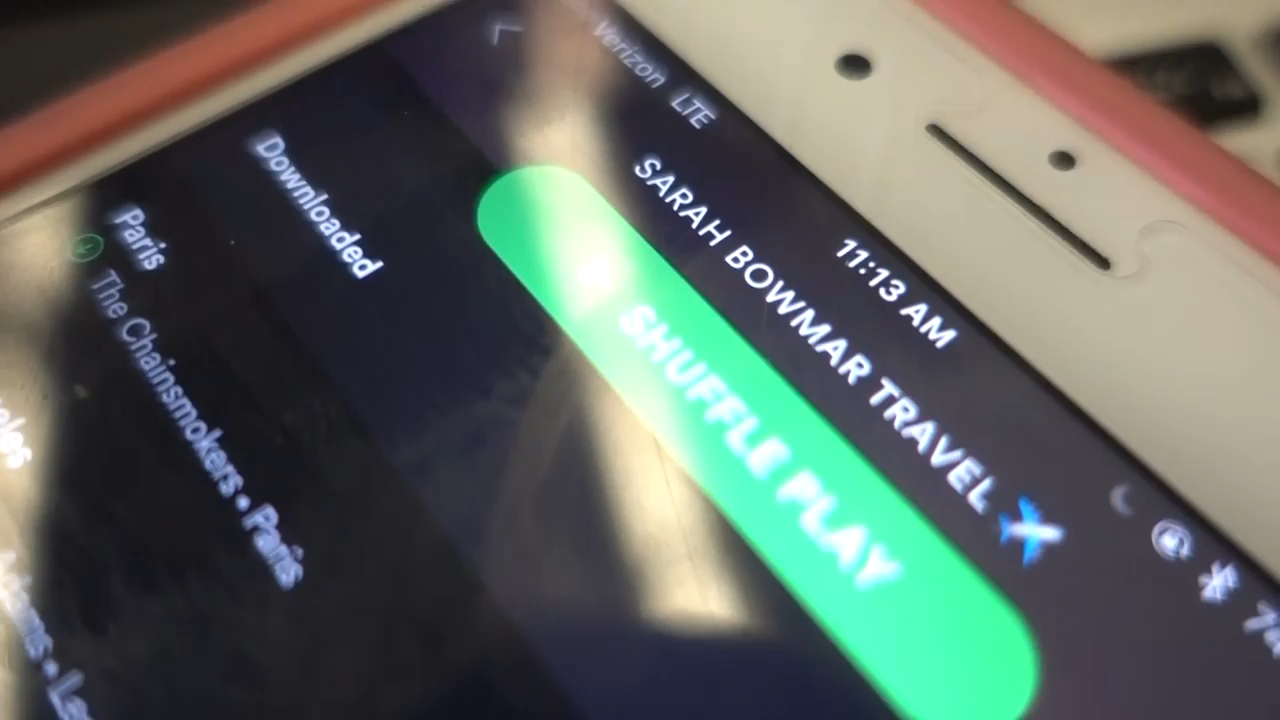 Verizon LTE
11:13 AM
SARAH BOWMAR TRAVEL ✈️
SHUFFLE PLAY
Downloaded
Paris
The Chainsmokers • Paris